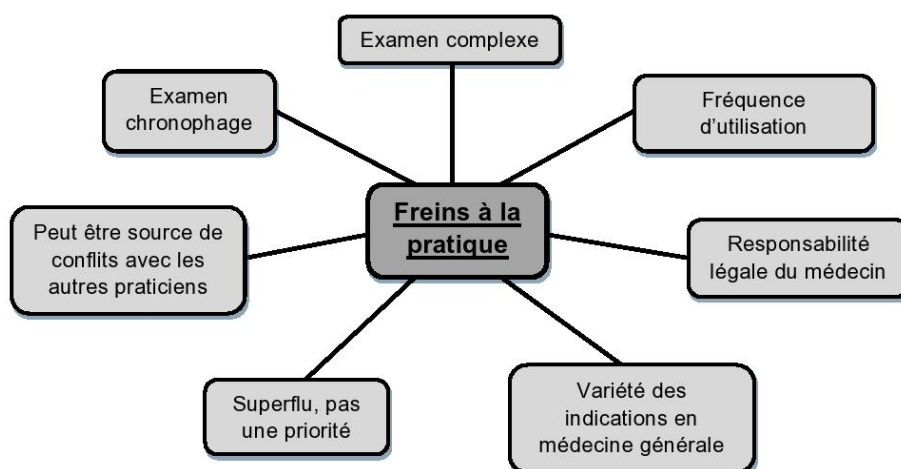 Examen complexe
Examen
chronophage
Fréquence
d'utilisation
Freins à la
pratique
Peut être source de
conflits avec les
autres praticiens
Responsabilité
légale du médecin
Superflu, pas
une priorité
Variété des
indications en
médecine générale